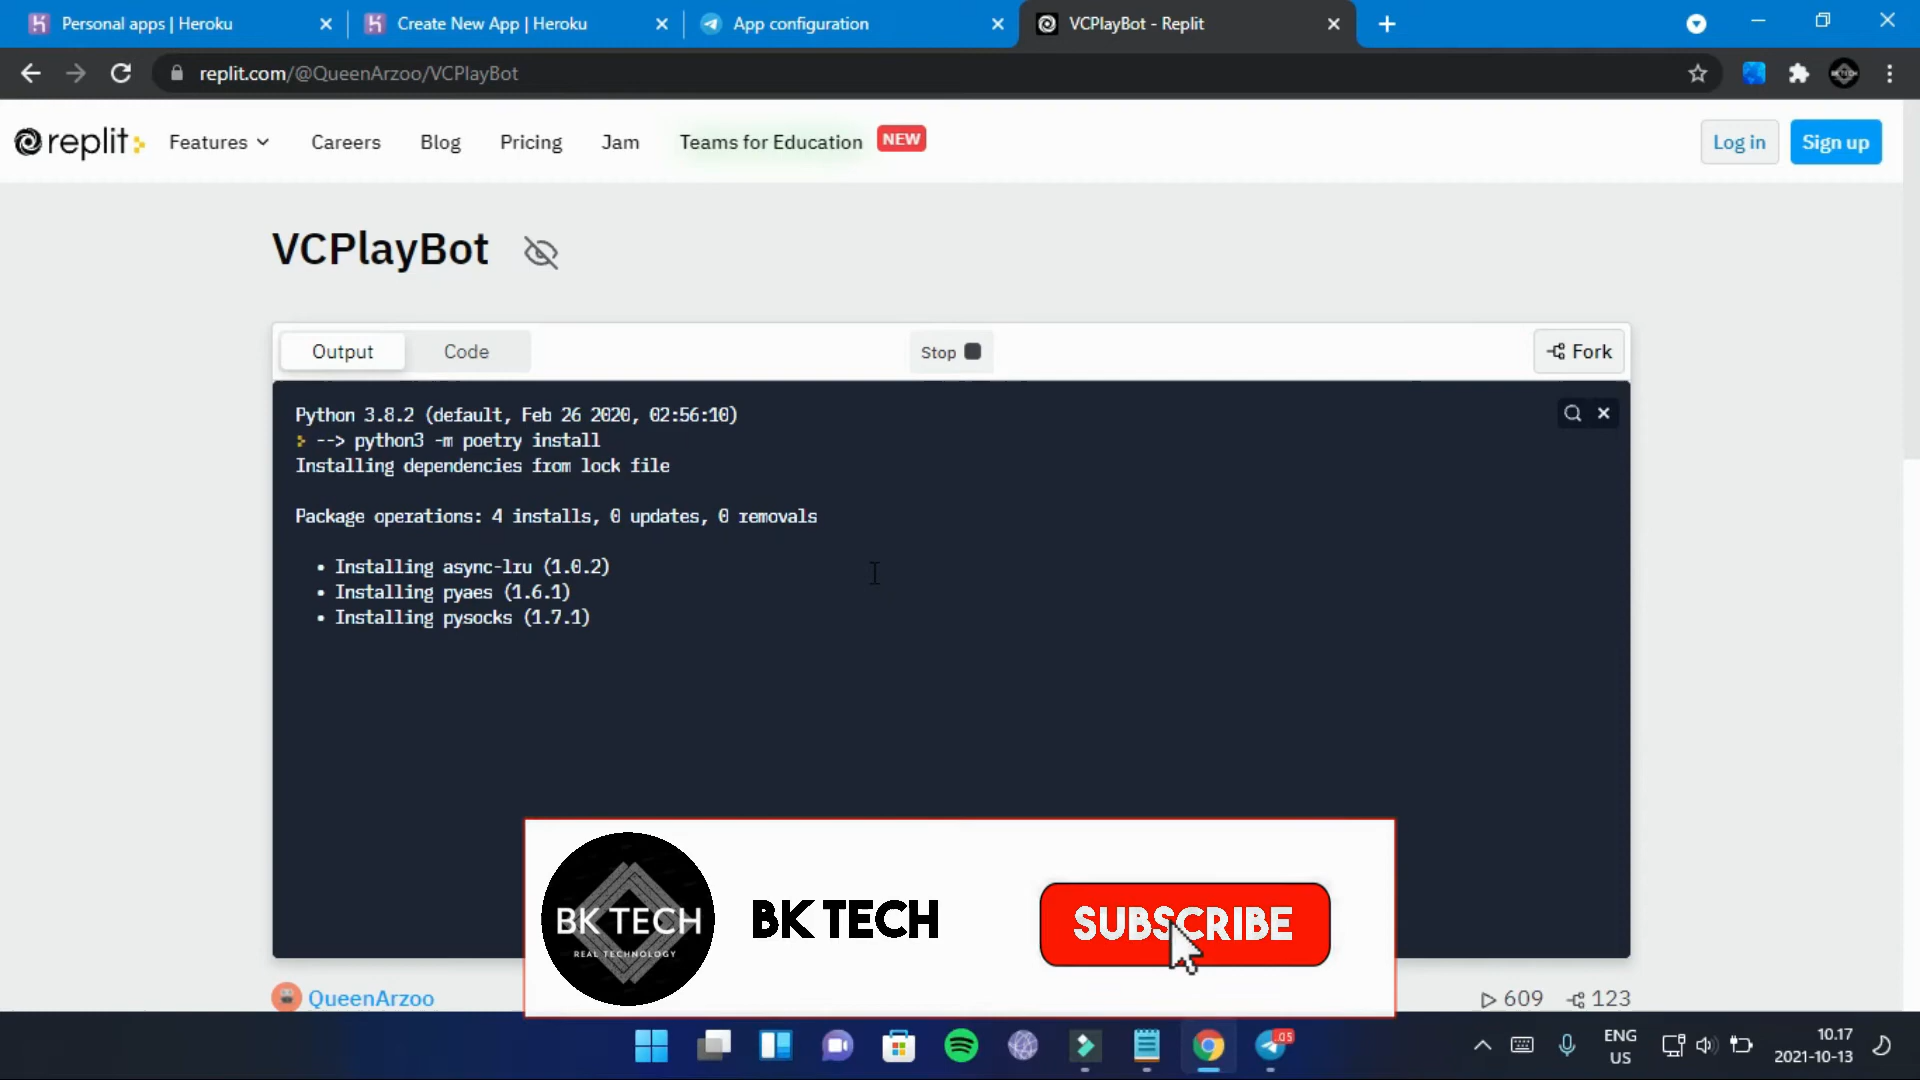 Personal apps | Heroku
Create New App | Heroku
App configuration
VCPlayBot - Replit
replit.com/@QueenArzoo/VCPlayBot
replit
Features
Careers
Blog
Pricing
Jam
Teams for Education
NEW
Log in
Sign up
VCPlayBot
Output
Code
Stop
Fork
Python 3.8.2 (default, Feb 26 2020, 02:56:10)
--> python3 -m poetry install
Installing dependencies from lock file
Package operations: 4 installs, 0 updates, 0 removals
• Installing async-lru (1.0.2)
• Installing pyaes (1.6.1)
• Installing pysocks (1.7.1)
BK TECH
REAL TECHNOLOGY
BK TECH
SUBSCRIBE
QueenArzoo
609
123
ENG
US
10.17
2021-10-13